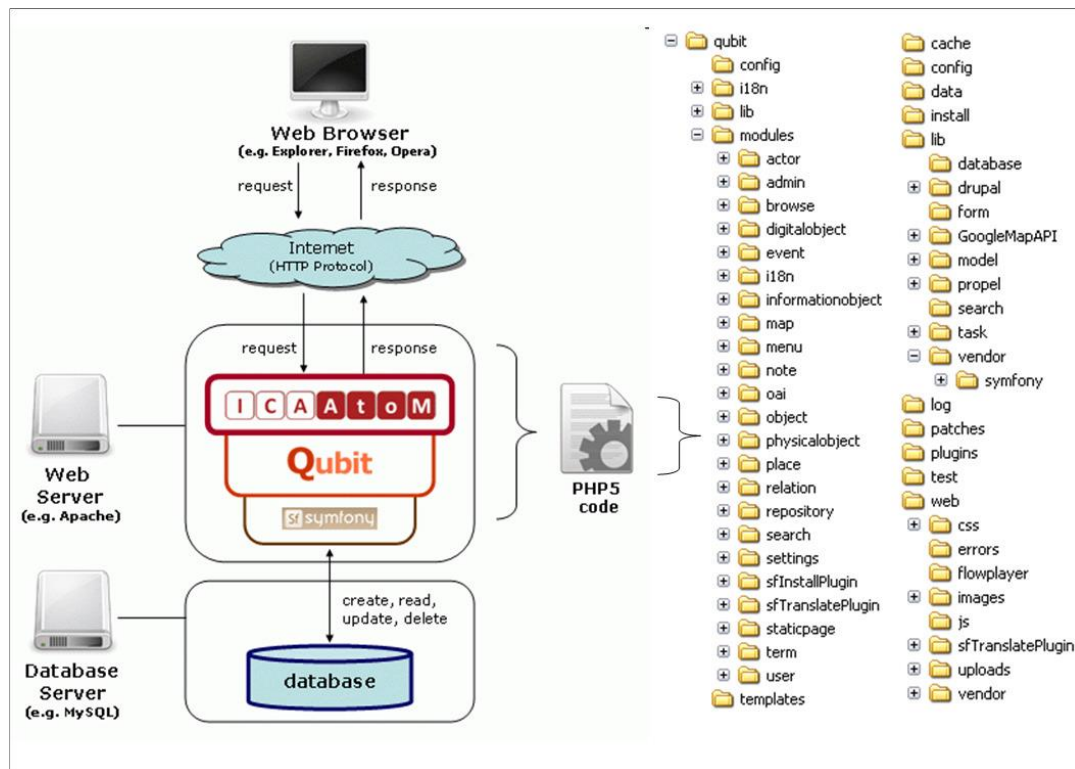 Web Browser
(e.g. Explorer, Firefox, Opera)
request
response
Internet
(HTTP Protocol)
request
response
ICAAtoM
Qubit
Sf symfony
Web
Server
(e.g. Apache)
PHP5
code
create, read,
update, delete
database
Database
Server
(e.g. MySQL)
qubit
config
i18n
lib
modules
actor
admin
browse
digitalobject
event
i18n
informationobject
map
menu
note
oai
object
physicalobject
place
relation
repository
search
settings
sfInstallPlugin
sfTranslatePlugin
staticpage
term
user
templates
cache
config
data
install
lib
database
drupal
form
GoogleMapAPI
model
propel
search
task
vendor
symfony
log
patches
plugins
test
web
css
errors
flowplayer
images
js
sfTranslatePlugin
uploads
vendor